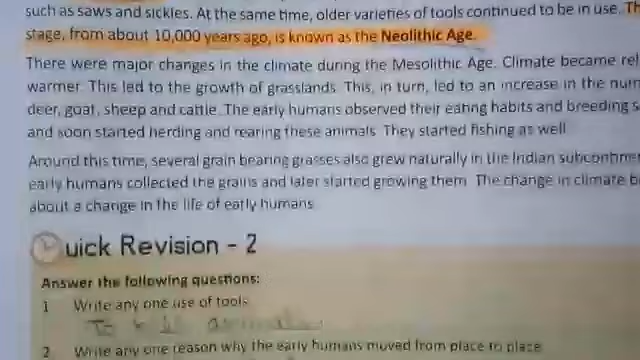 such as saws and sickles. At the same time, older varieties of tools continued to be in use.
stage, from about 10,000 years ago, is known as the Neolithic Age.
There were major changes in the climate during the Mesolithic Age. Climate became rel
warmer. This led to the growth of grasslands. This, in turn, led to an increase in the num
deer, goat, sheep and cattle. The early humans observed their eating habits and breeding s
and soon started herding and rearing these animals. They started fishing as well.
Around this time, several grain bearing grasses also grew naturally in the Indian subcontinen
early humans collected the grains and later started growing them. The change in climate b
about a change in the life of early humans.
uick Revision - 2
Answer the following questions:
1 Write any one use of tools.
To
2 Write any one reason why the early humans moved from place to place.